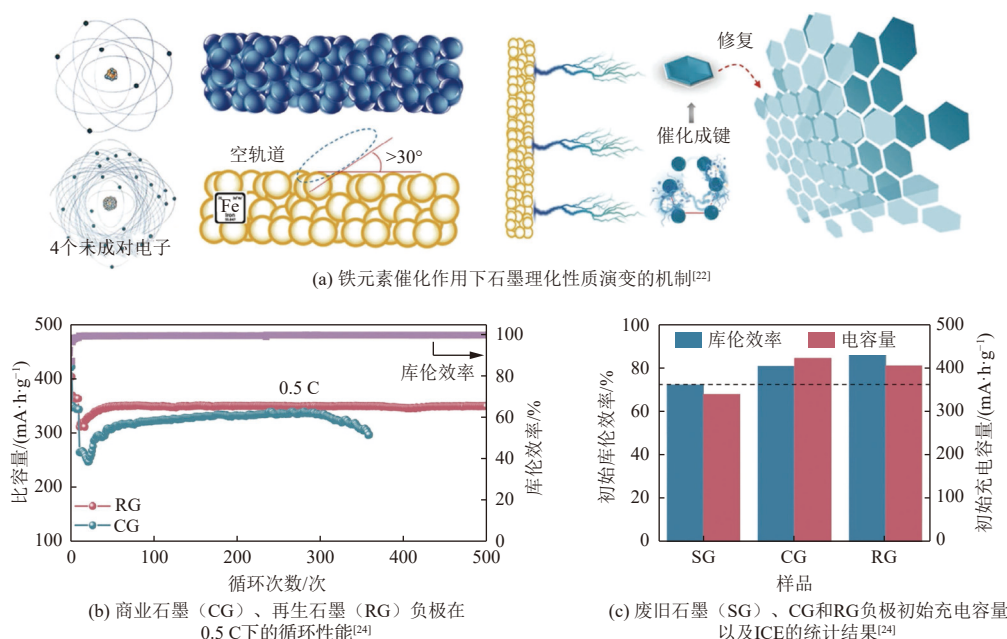 修复
催化成键
空轨道
>30°
Fe
4个未成对电子
(a) 铁元素催化作用下石墨理化性质演变的机制[22]
500
400
300
200
300
100
比容量/(mA·h·g⁻¹)
100
80
60
40
20
0
库伦效率/%
库伦效率
0.5 C
RG
CG
0
100
200
300
400
500
循环次数/次
(b) 商业石墨（CG）、再生石墨（RG）负极在
0.5 C下的循环性能[24]
100
80
60
40
20
0
初始库伦效率/%
库伦效率
电容量
500
400
300
200
100
0
初始充电容量/(mA·h·g⁻¹)
SG
CG
RG
样品
(c) 废旧石墨（SG）、CG和RG负极初始充电容量
以及ICE的统计结果[24]